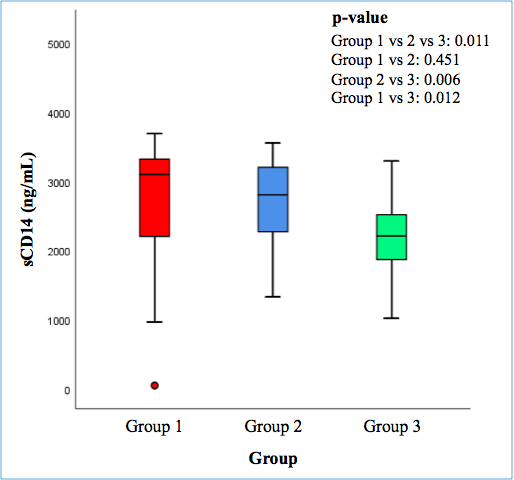 p-value
Group 1 vs 2 vs 3: 0.011
Group 1 vs 2: 0.451
Group 2 vs 3: 0.006
Group 1 vs 3: 0.012
5000
4000
3000
2000
1000
0
sCD14 (ng/mL)
Group 1 Group 2 Group 3
Group